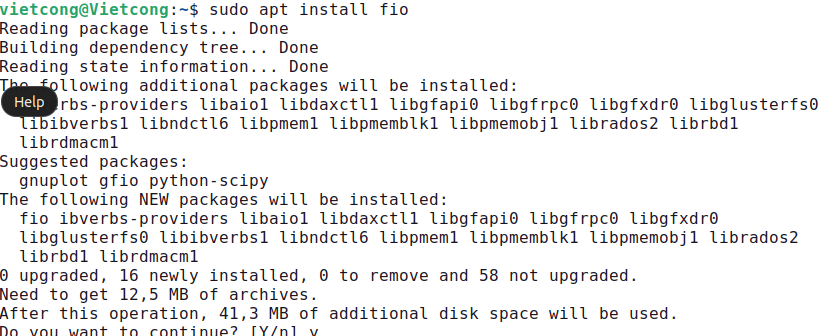 vietcong@Vietcong:~$ sudo apt install fio
Reading package lists... Done
Building dependency tree... Done
Reading state information... Done
The following additional packages will be installed:
Help
rbs-providers libaio1 libdaxctl1 libgfapi0 libgfrpc0 libgfxdr0 libglusterfs0
libibverbs1 libndctl6 libpmem1 libpmemblk1 libpmemobj1 librados2 librbd1
librdmacm1
Suggested packages:
gnuplot gfio python-scipy
The following NEW packages will be installed:
fio ibverbs-providers libaio1 libdaxctl1 libgfapi0 libgfrpc0 libgfxdr0
libglusterfs0 libibverbs1 libndctl6 libpmem1 libpmemblk1 libpmemobj1 librados2
librbd1 librdmacm1
0 upgraded, 16 newly installed, 0 to remove and 58 not upgraded.
Need to get 12,5 MB of archives.
After this operation, 41,3 MB of additional disk space will be used.
Do you want to continue? [Y/n] y